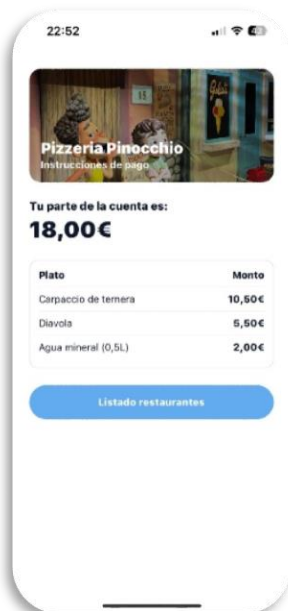 22:52
Pizzeria Pinocchio
Instrucciones de pago
Tu parte de la cuenta es:
18,00€
Plato Monto
Carpaccio de ternera 10,50€
Diavola 5,50€
Agua mineral (0,5L) 2,00€
Listado restaurantes